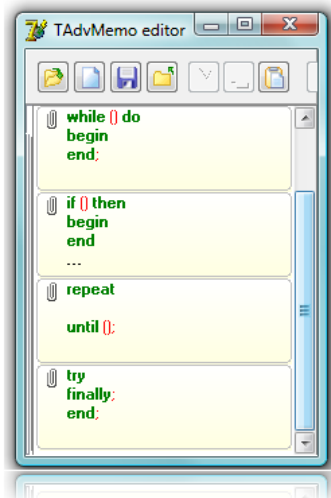 TAdvMemo editor
while () do
begin
end;
if () then
begin
end
...
repeat
until ();
try
finally;
end;